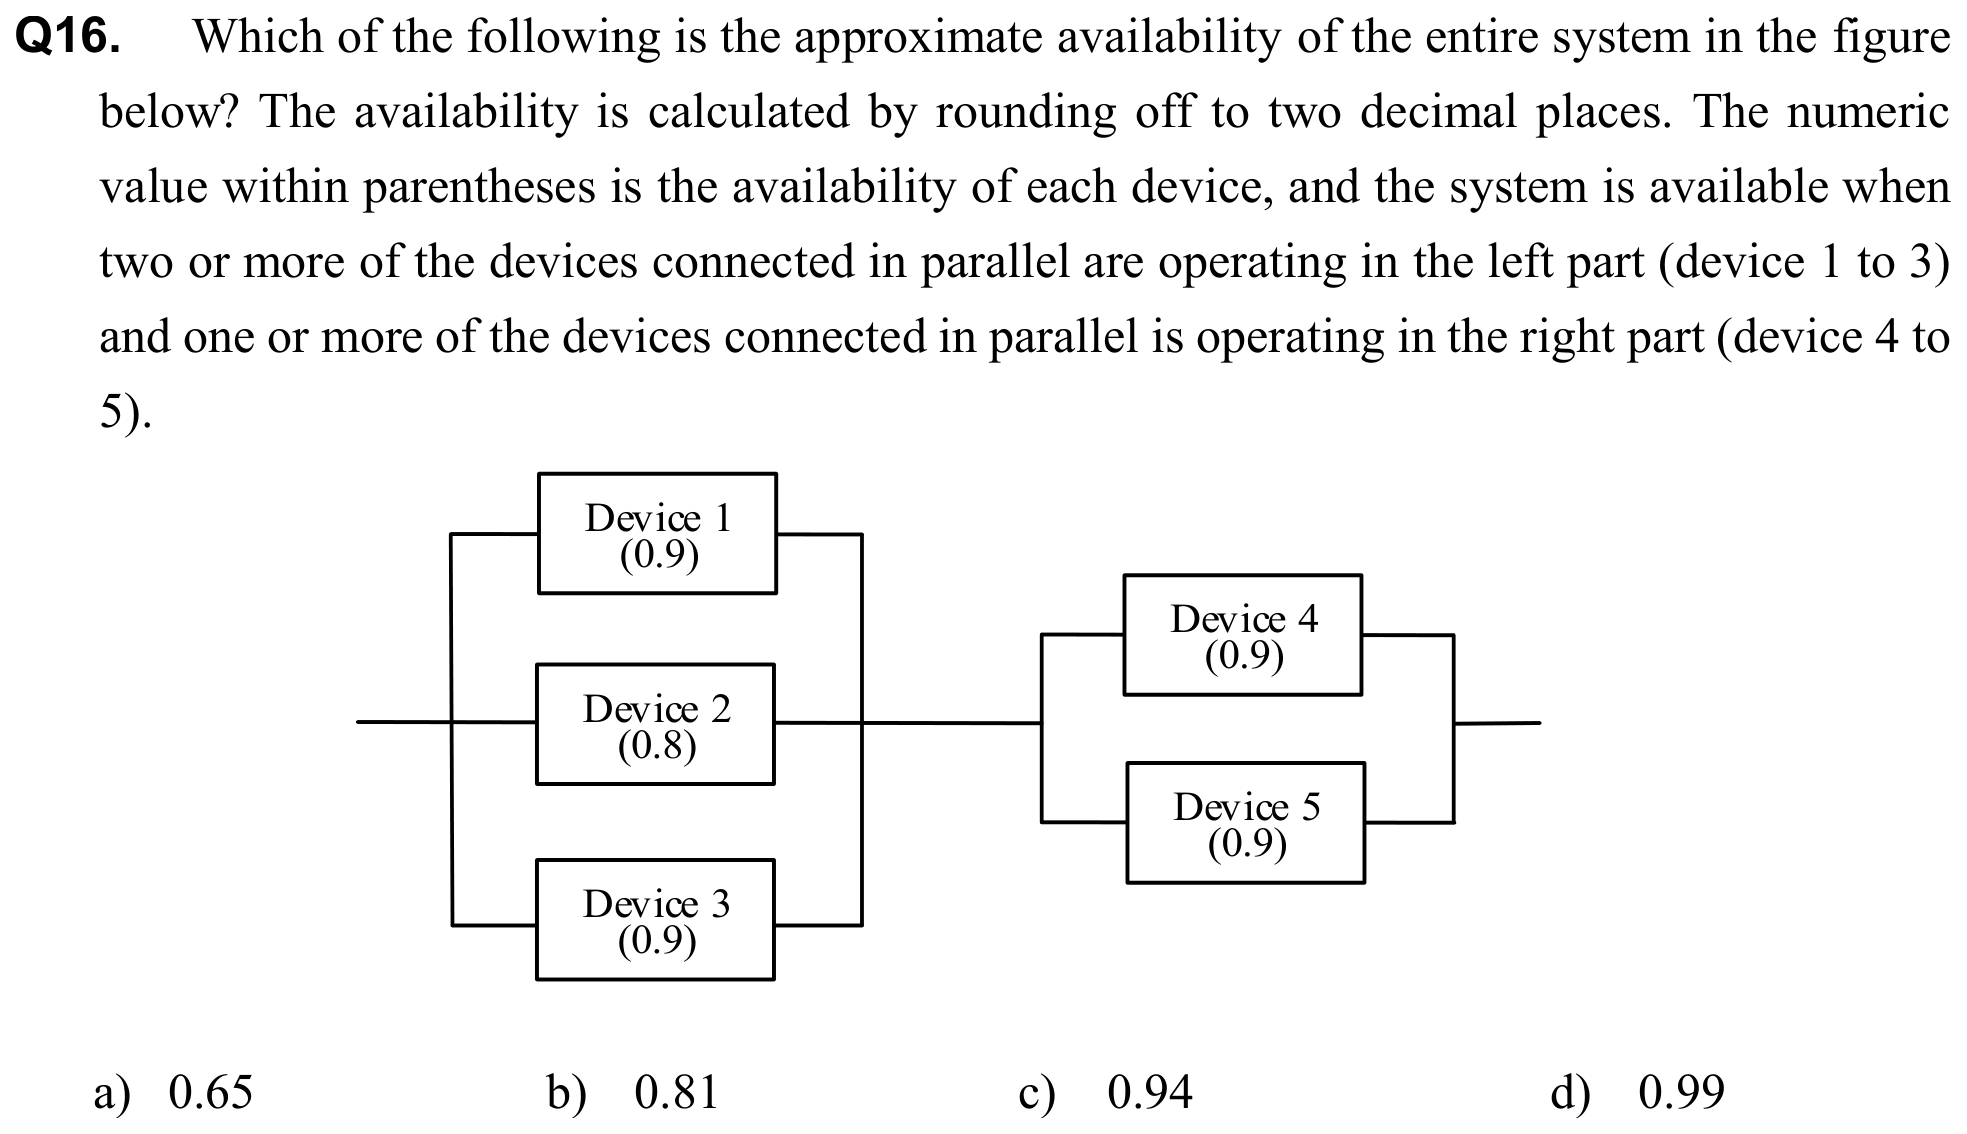 Q16. Which of the following is the approximate availability of the entire system in the figure
below? The availability is calculated by rounding off to two decimal places. The numeric
value within parentheses is the availability of each device, and the system is available when
two or more of the devices connected in parallel are operating in the left part (device 1 to 3)
and one or more of the devices connected in parallel is operating in the right part (device 4 to
5).
Device 1
(0.9)
Device 2
(0.8)
Device 3
(0.9)
Device 4
(0.9)
Device 5
(0.9)
a) 0.65 b) 0.81 c) 0.94 d) 0.99